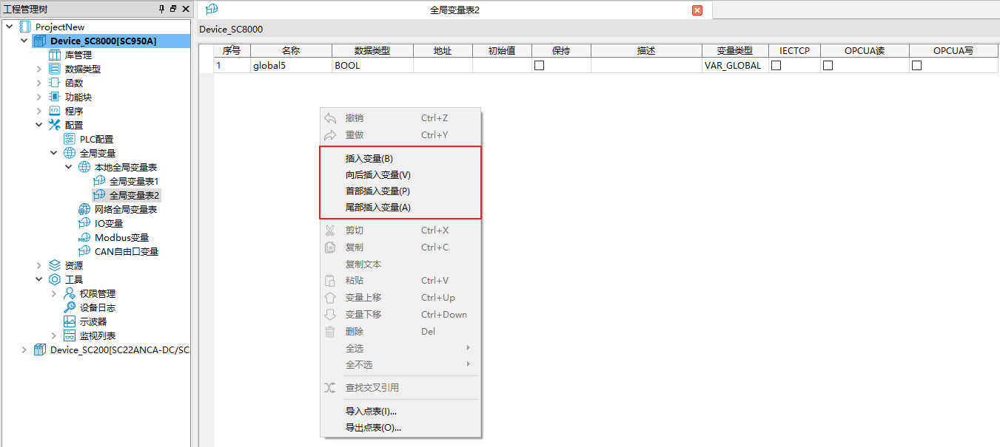 工程管理树
ProjectNew
Device_SC8000[SC950A]
库管理
数据类型
函数
功能块
程序
配置
PLC配置
全局变量
本地全局变量表
全局变量表1
全局变量表2
网络全局变量表
IO变量
Modbus变量
CAN自由口变量
资源
工具
权限管理
设备日志
示波器
监视列表
Device_SC200[SC22ANCA-DC/SC
全局变量表2
Device_SC8000
序号 名称 数据类型 地址 初始值 保持 描述 变量类型 IECTCP OPCUA读 OPCUA写
1 global5 BOOL VAR_GLOBAL
撤销 Ctrl+Z
重做 Ctrl+Y
插入变量(B)
向后插入变量(V)
首部插入变量(P)
尾部插入变量(A)
剪切 Ctrl+X
复制 Ctrl+C
复制文本
粘贴 Ctrl+V
变量上移 Ctrl+Up
变量下移 Ctrl+Down
删除 Del
全选
全不选
查找交叉引用
导入点表(I)...
导出点表(O)...